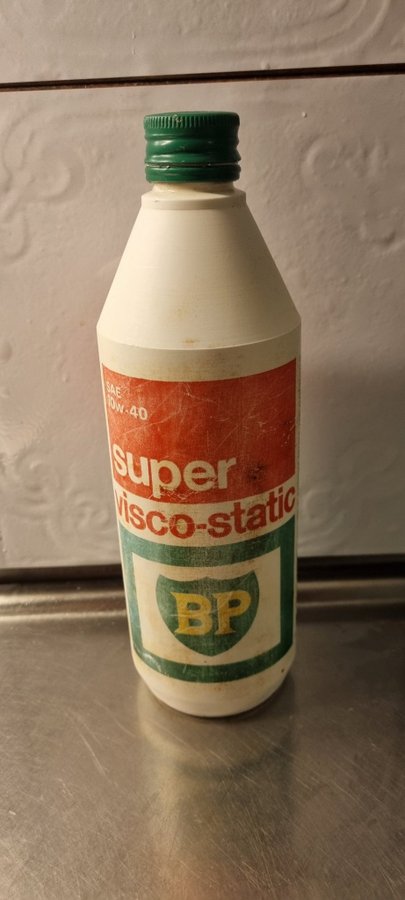 SAE
10w-40
super
visco-static
BP